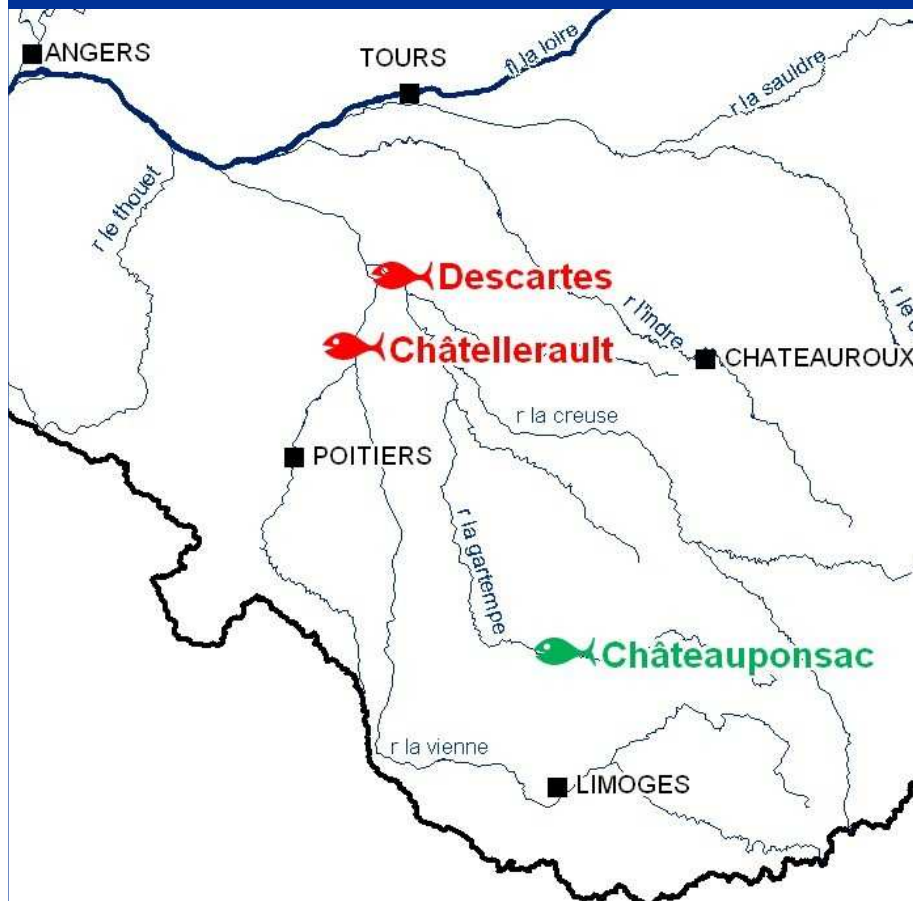 ANGERS
TOURS
fl la loire
r la sauldre
r le thouet
Descartes
r l'indre
r le
Châtellerault
CHATEAUROUX
r la creuse
POITIERS
r la gartempe
Châteauponsac
r la vienne
LIMOGES